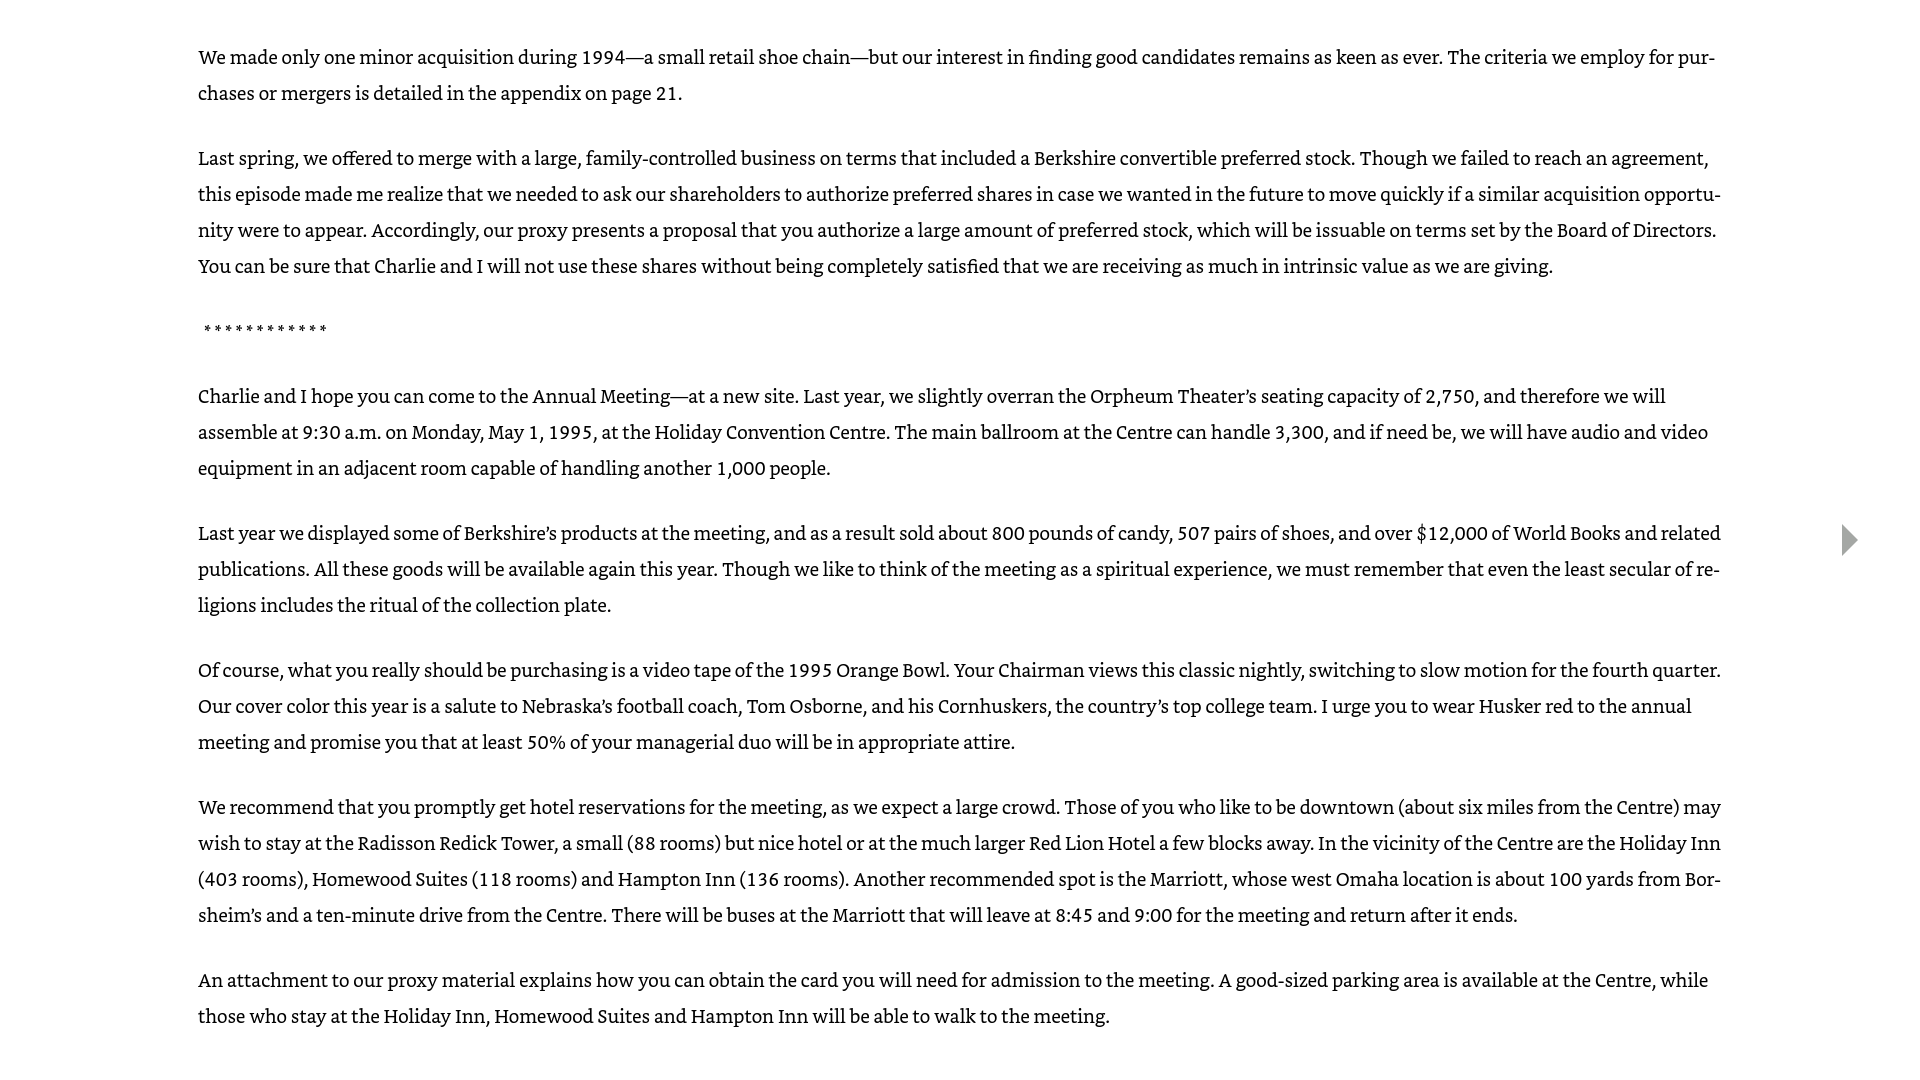 We made only one minor acquisition during 1994—a small retail shoe chain—but our interest in finding good candidates remains as keen as ever. The criteria we employ for pur-
chases or mergers is detailed in the appendix on page 21.
Last spring, we offered to merge with a large, family-controlled business on terms that included a Berkshire convertible preferred stock. Though we failed to reach an agreement,
this episode made me realize that we needed to ask our shareholders to authorize preferred shares in case we wanted in the future to move quickly if a similar acquisition opportu-
nity were to appear. Accordingly, our proxy presents a proposal that you authorize a large amount of preferred stock, which will be issuable on terms set by the Board of Directors.
You can be sure that Charlie and I will not use these shares without being completely satisfied that we are receiving as much in intrinsic value as we are giving.
* * * * * * * * * * * *
Charlie and I hope you can come to the Annual Meeting—at a new site. Last year, we slightly overran the Orpheum Theater’s seating capacity of 2,750, and therefore we will
assemble at 9:30 a.m. on Monday, May 1, 1995, at the Holiday Convention Centre. The main ballroom at the Centre can handle 3,300, and if need be, we will have audio and video
equipment in an adjacent room capable of handling another 1,000 people.
Last year we displayed some of Berkshire’s products at the meeting, and as a result sold about 800 pounds of candy, 507 pairs of shoes, and over $12,000 of World Books and related
publications. All these goods will be available again this year. Though we like to think of the meeting as a spiritual experience, we must remember that even the least secular of re-
ligions includes the ritual of the collection plate.
Of course, what you really should be purchasing is a video tape of the 1995 Orange Bowl. Your Chairman views this classic nightly, switching to slow motion for the fourth quarter.
Our cover color this year is a salute to Nebraska’s football coach, Tom Osborne, and his Cornhuskers, the country’s top college team. I urge you to wear Husker red to the annual
meeting and promise you that at least 50% of your managerial duo will be in appropriate attire.
We recommend that you promptly get hotel reservations for the meeting, as we expect a large crowd. Those of you who like to be downtown (about six miles from the Centre) may
wish to stay at the Radisson Redick Tower, a small (88 rooms) but nice hotel or at the much larger Red Lion Hotel a few blocks away. In the vicinity of the Centre are the Holiday Inn
(403 rooms), Homewood Suites (118 rooms) and Hampton Inn (136 rooms). Another recommended spot is the Marriott, whose west Omaha location is about 100 yards from Bor-
sheim’s and a ten-minute drive from the Centre. There will be buses at the Marriott that will leave at 8:45 and 9:00 for the meeting and return after it ends.
An attachment to our proxy material explains how you can obtain the card you will need for admission to the meeting. A good-sized parking area is available at the Centre, while
those who stay at the Holiday Inn, Homewood Suites and Hampton Inn will be able to walk to the meeting.